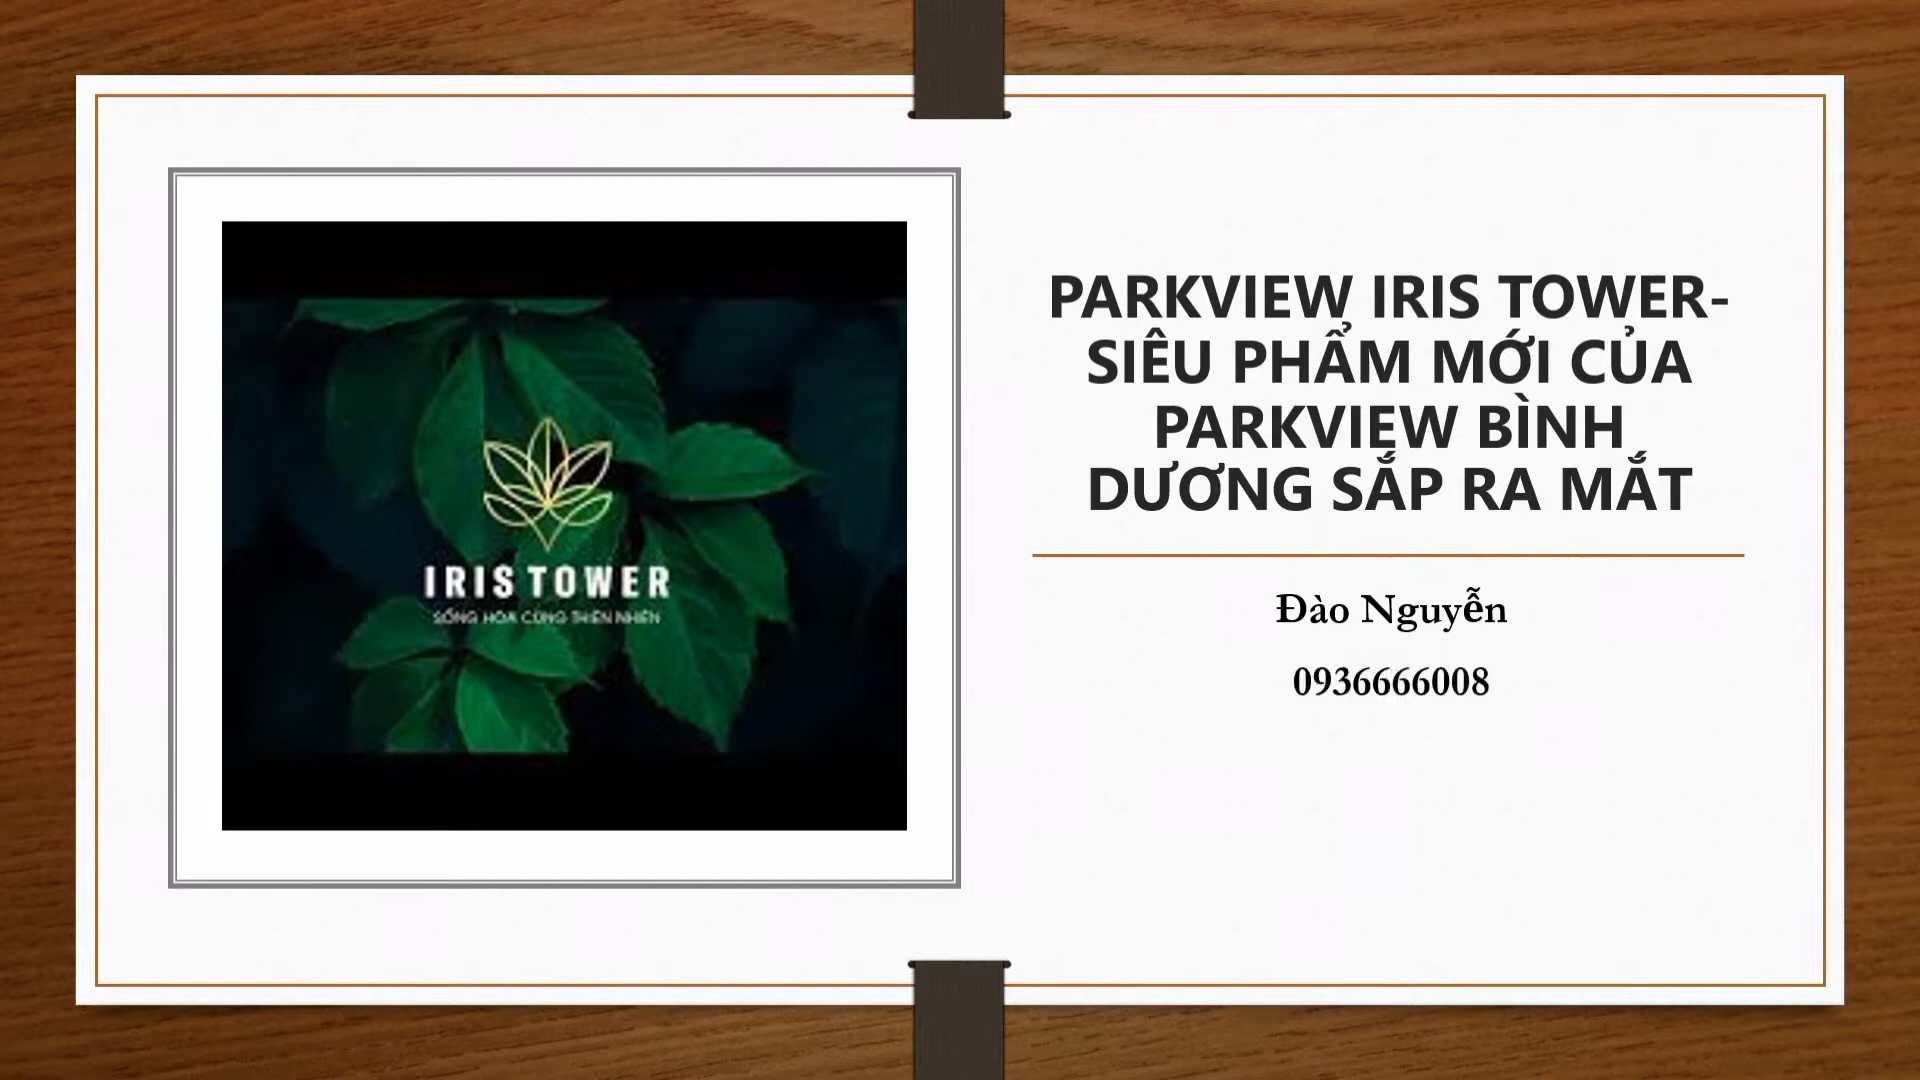 IRIS TOWER
SỐNG HÒA CÙNG THIÊN NHIÊN
PARKVIEW IRIS TOWER-
SIÊU PHẨM MỚI CỦA
PARKVIEW BÌNH
DƯƠNG SẮP RA MẮT
Đào Nguyễn
0936666008